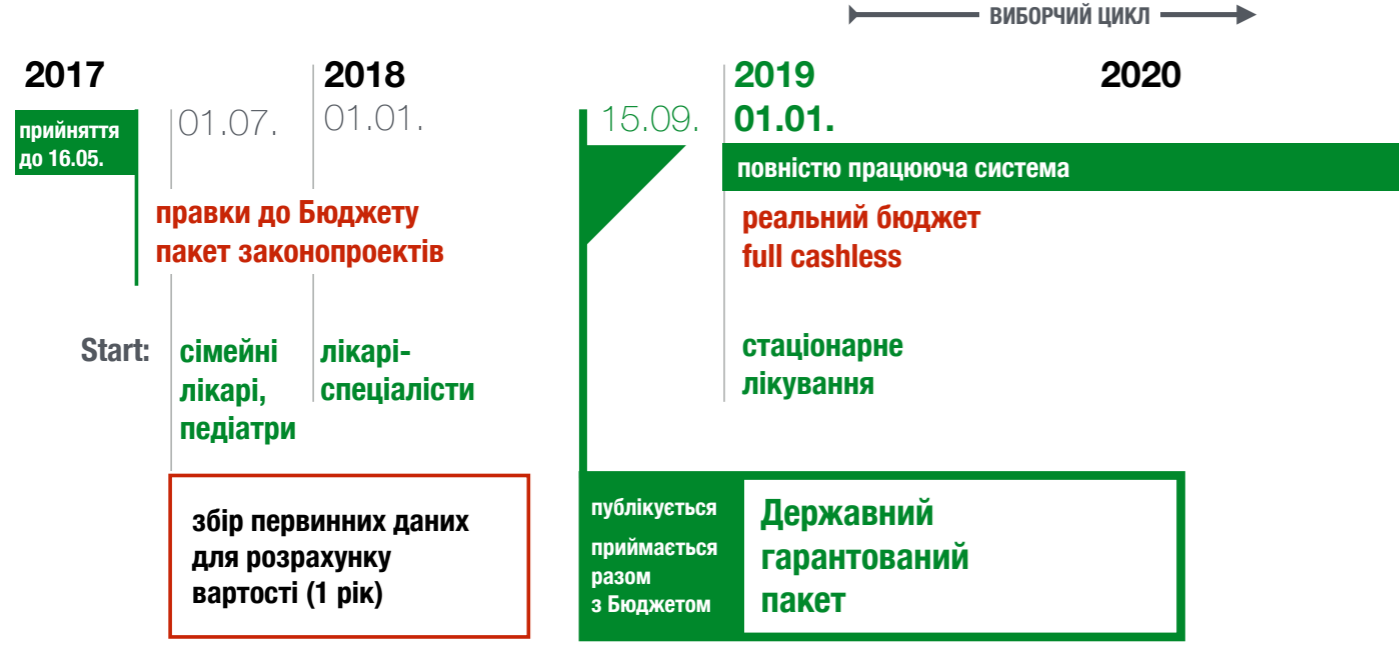 ВИБОРЧИЙ ЦИКЛ
2017
2018
2019
2020
прийняття
до 16.05.
01.07.
01.01.
15.09.
01.01.
повністю працююча система
правки до Бюджету
пакет законопроектів
реальний бюджет
full cashless
Start:
сімейні
лікарі,
педіатри
лікарі-
спеціалісти
стаціонарне
лікування
збір первинних даних
для розрахунку
вартості (1 рік)
публікується
приймається
разом
з Бюджетом
Державний
гарантований
пакет